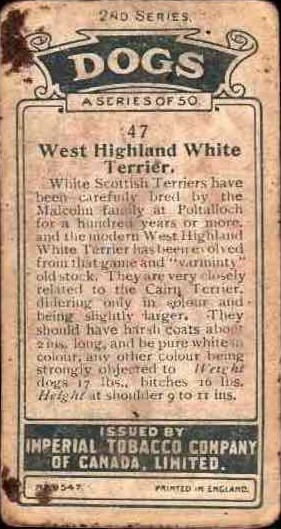 2ND SERIES.
DOGS
A SERIES OF 50.
47
West Highland White
Terrier.
White Scottish Terriers have
been carefully bred by the
Malcolm family at Poltalloch
for a hundred years or more,
and the modern West Highland
White Terrier has been evolved
from that game and "varminty"
old stock. They are very closely
related to the Cairn Terrier,
differing only in colour and
being slightly larger. They
should have harsh coats about
2 ins. long, and be pure white in
colour, any other colour being
strongly objected to Weight
dogs 17 lbs., bitches 16 lbs.
Height at shoulder 9 to 11 ins.
ISSUED BY
IMPERIAL TOBACCO COMPANY
OF CANADA, LIMITED.
PRINTED IN ENGLAND.